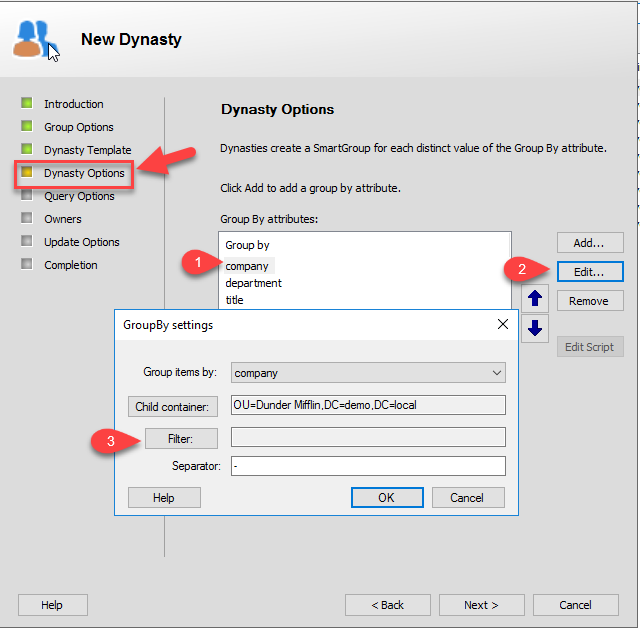 New Dynasty
Introduction
Group Options
Dynasty Template
Dynasty Options
Query Options
Owners
Update Options
Completion
Dynasty Options
Dynasties create a SmartGroup for each distinct value of the Group By attribute.
Click Add to add a group by attribute.
Group By attributes:
Group by
1
company
department
title
Add...
2
Edit...
Remove
Edit Script
GroupBy settings
Group items by:
company
Child container:
OU=Dunder Mifflin,DC=demo,DC=local
3
Filter:
Separator:
-
Help
OK
Cancel
Help
< Back
Next >
Cancel